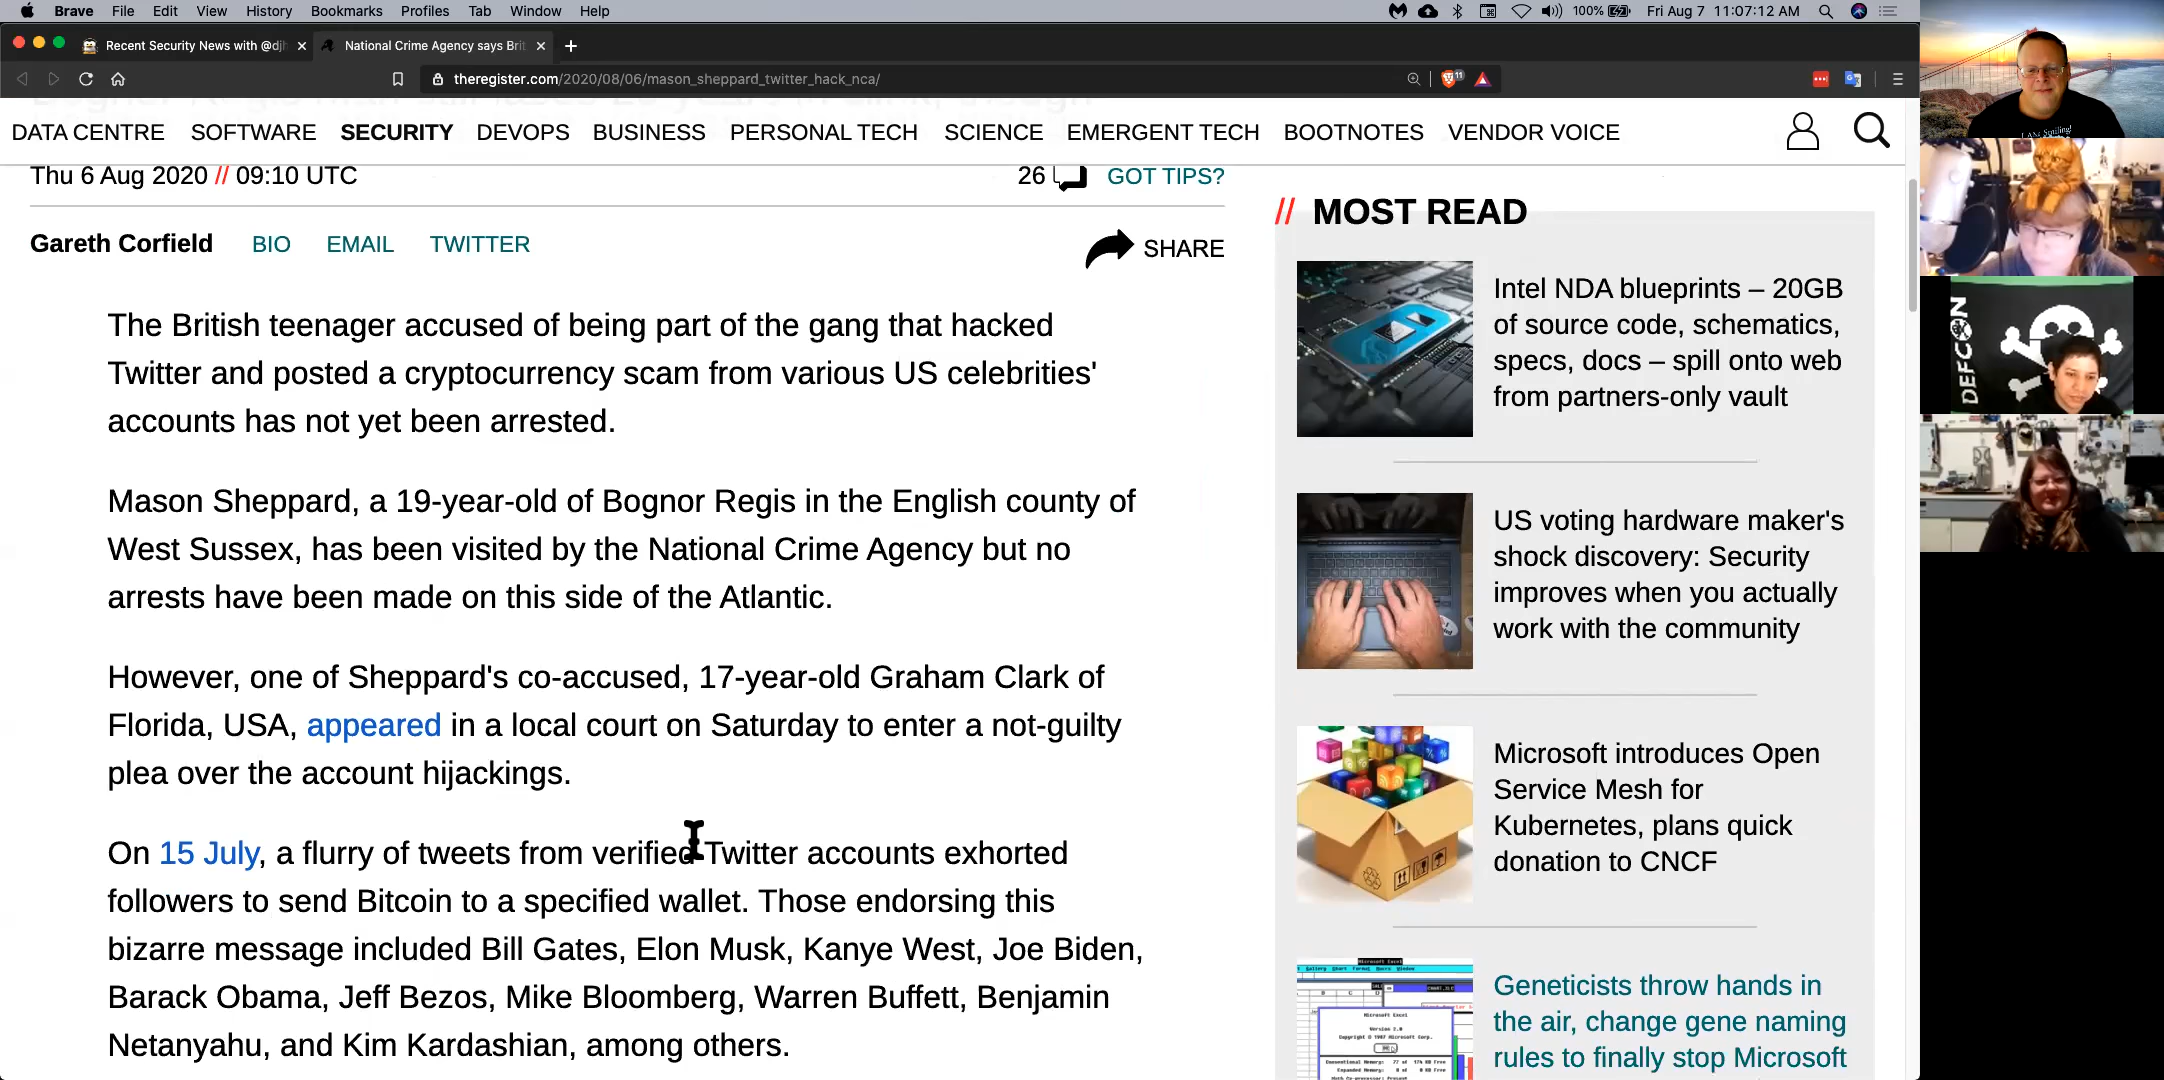 Brave File Edit View History Bookmarks Profiles Tab Window Help 100% Fri Aug 7 11:07:12 AM
Recent Security News with @djh
National Crime Agency says Brit
theregister.com/2020/08/06/mason_sheppard_twitter_hack_nca/
11
DATA CENTRE SOFTWARE SECURITY DEVOPS BUSINESS PERSONAL TECH SCIENCE EMERGENT TECH BOOTNOTES VENDOR VOICE
Thu 6 Aug 2020 // 09:10 UTC
26 GOT TIPS?
Gareth Corfield BIO EMAIL TWITTER
SHARE
The British teenager accused of being part of the gang that hacked
Twitter and posted a cryptocurrency scam from various US celebrities'
accounts has not yet been arrested.
Mason Sheppard, a 19-year-old of Bognor Regis in the English county of
West Sussex, has been visited by the National Crime Agency but no
arrests have been made on this side of the Atlantic.
However, one of Sheppard's co-accused, 17-year-old Graham Clark of
Florida, USA, appeared in a local court on Saturday to enter a not-guilty
plea over the account hijackings.
On 15 July, a flurry of tweets from verified Twitter accounts exhorted
followers to send Bitcoin to a specified wallet. Those endorsing this
bizarre message included Bill Gates, Elon Musk, Kanye West, Joe Biden,
Barack Obama, Jeff Bezos, Mike Bloomberg, Warren Buffett, Benjamin
Netanyahu, and Kim Kardashian, among others.
// MOST READ
Intel NDA blueprints – 20GB
of source code, schematics,
specs, docs – spill onto web
from partners-only vault
US voting hardware maker's
shock discovery: Security
improves when you actually
work with the community
Microsoft introduces Open
Service Mesh for
Kubernetes, plans quick
donation to CNCF
Geneticists throw hands in
the air, change gene naming
rules to finally stop Microsoft
Microsoft Excel
Microsoft Excel
Version 2.0
Copyright © 1987 Microsoft Corp.
DEFCON